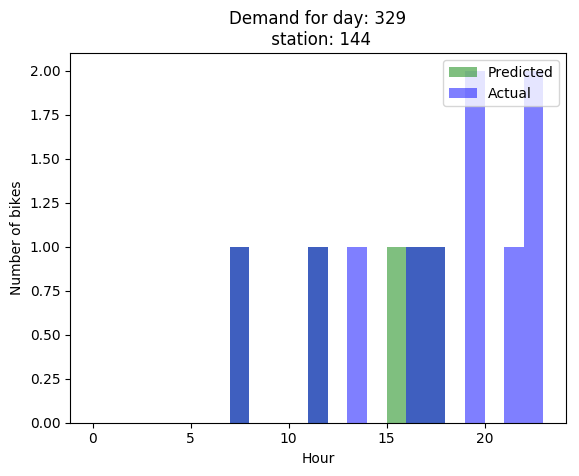 Demand for day: 329
station: 144
Predicted
Actual
2.00
1.75
1.50
1.25
1.00
0.75
0.50
0.25
0.00
Number of bikes
0 5 10 15 20
Hour